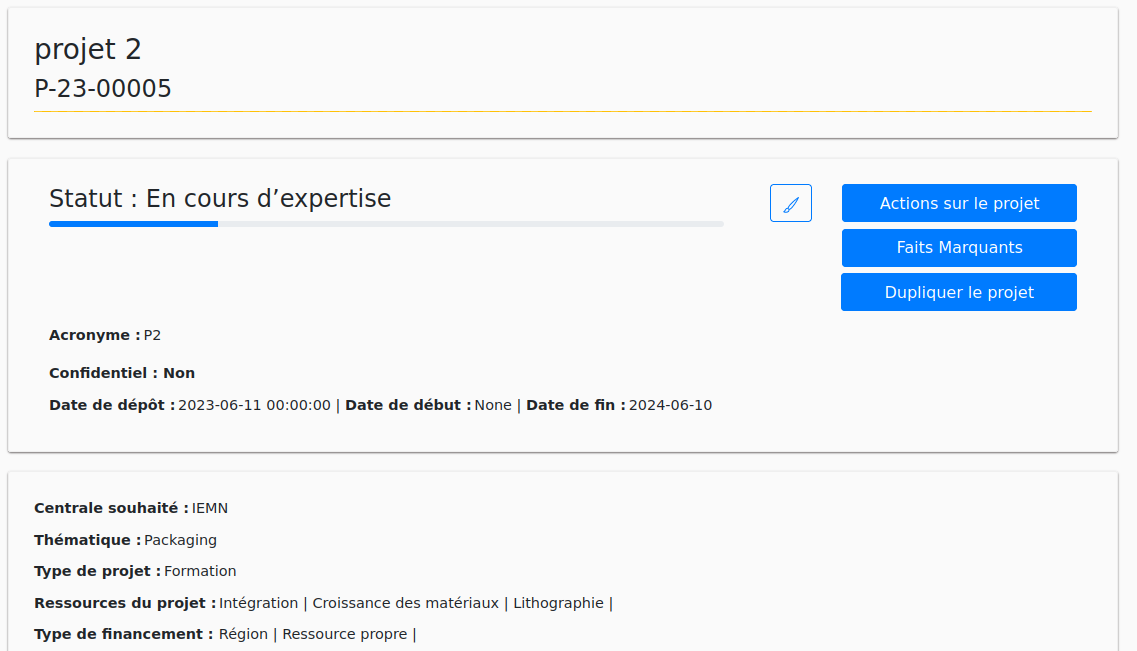 projet 2
P-23-00005
Statut : En cours d’expertise
Actions sur le projet
Faits Marquants
Dupliquer le projet
Acronyme : P2
Confidentiel : Non
Date de dépôt : 2023-06-11 00:00:00 | Date de début : None | Date de fin : 2024-06-10
Centrale souhaité : IEMN
Thématique : Packaging
Type de projet : Formation
Ressources du projet : Intégration | Croissance des matériaux | Lithographie |
Type de financement : Région | Ressource propre |